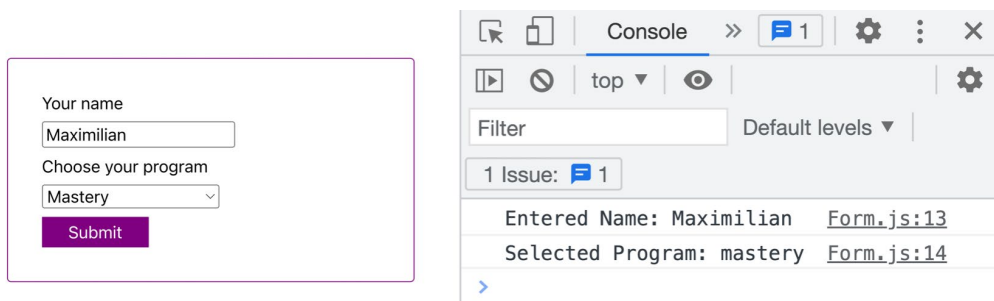 Your name
Maximilian
Choose your program
Mastery
Submit
Console
1
top
Filter
Default levels
1 Issue: 1
Entered Name: Maximilian Form.js:13
Selected Program: mastery Form.js:14